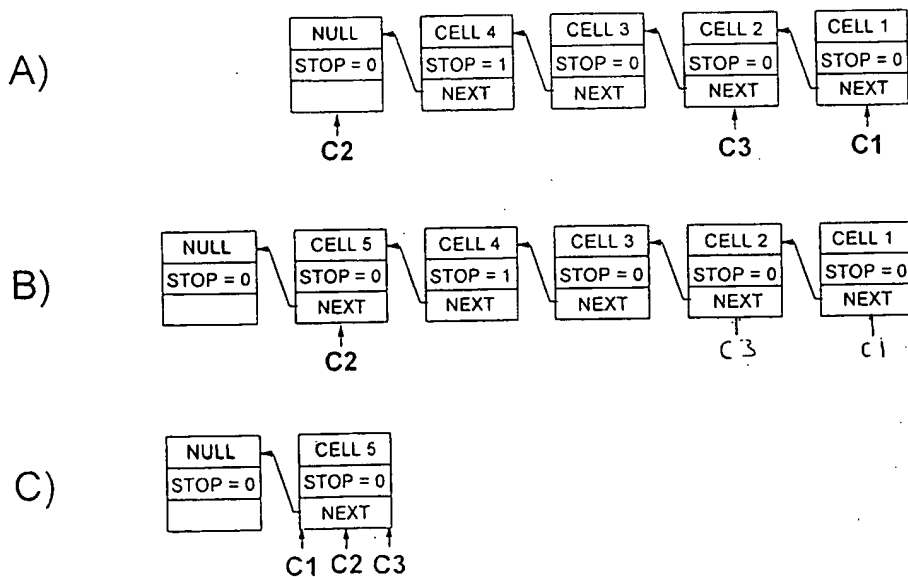 A)
NULL CELL 4 CELL 3 CELL 2 CELL 1
STOP = 0 STOP = 1 STOP = 0 STOP = 0 STOP = 0
NEXT NEXT NEXT NEXT
C2 C3 C1
B)
NULL CELL 5 CELL 4 CELL 3 CELL 2 CELL 1
STOP = 0 STOP = 0 STOP = 1 STOP = 0 STOP = 0 STOP = 0
NEXT NEXT NEXT NEXT NEXT
C2 C3 C1
C)
NULL CELL 5
STOP = 0 STOP = 0
NEXT
C1 C2 C3